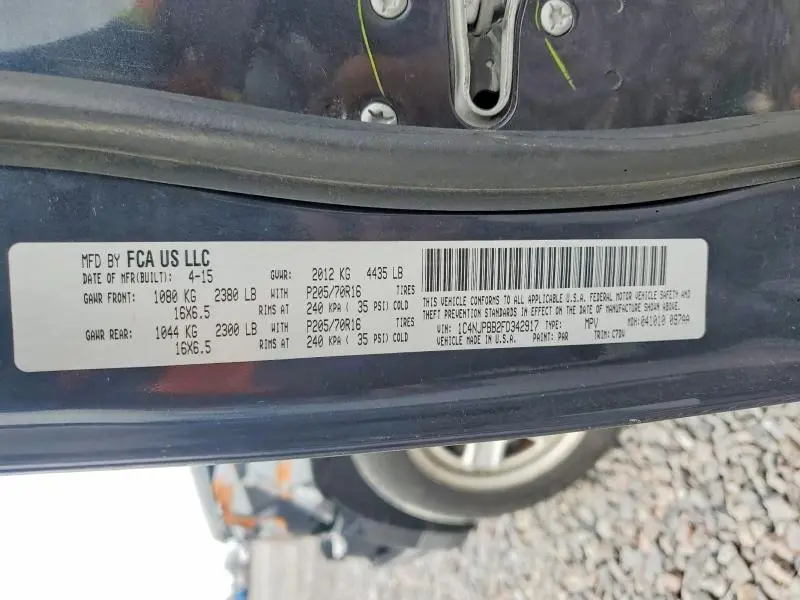 MFD BY FCA US LLC
DATE OF MFR(BUILT): 4-15 GVWR: 2012 KG 4435 LB
GAWR FRONT: 1080 KG 2380 LB WITH P205/70R16 TIRES
16X6.5 RIMS AT 240 KPA ( 35 PSI) COLD
GAWR REAR: 1044 KG 2300 LB WITH P205/70R16 TIRES
16X6.5 RIMS AT 240 KPA ( 35 PSI) COLD
THIS VEHICLE CONFORMS TO ALL APPLICABLE U.S.A. FEDERAL MOTOR VEHICLE SAFETY AND
THEFT PREVENTION STANDARDS IN EFFECT ON THE DATE OF MANUFACTURE SHOWN ABOVE.
VIN: 1C4NJPBB2FD342917 TYPE: MPV MDH: 041010 097AA
VEHICLE MADE IN U.S.A. PAINT: PAR TRIM: C7DV